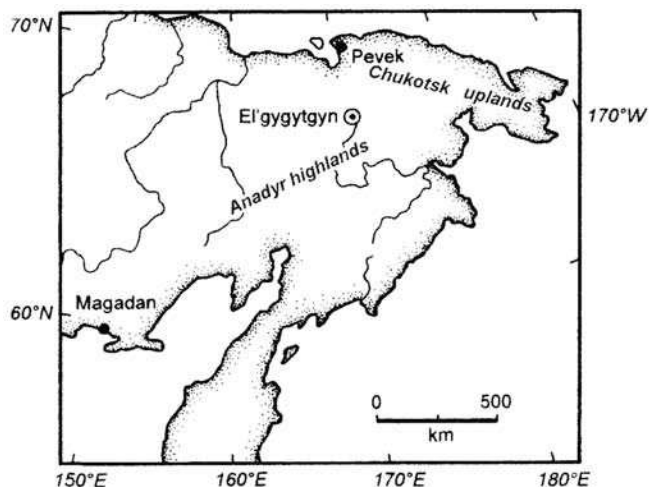 70°N
Pevek
Chukotsk uplands
El'gygytgyn
170°W
Anadyr highlands
60°N
Magadan
0 500
km
150°E 160°E 170°E 180°E